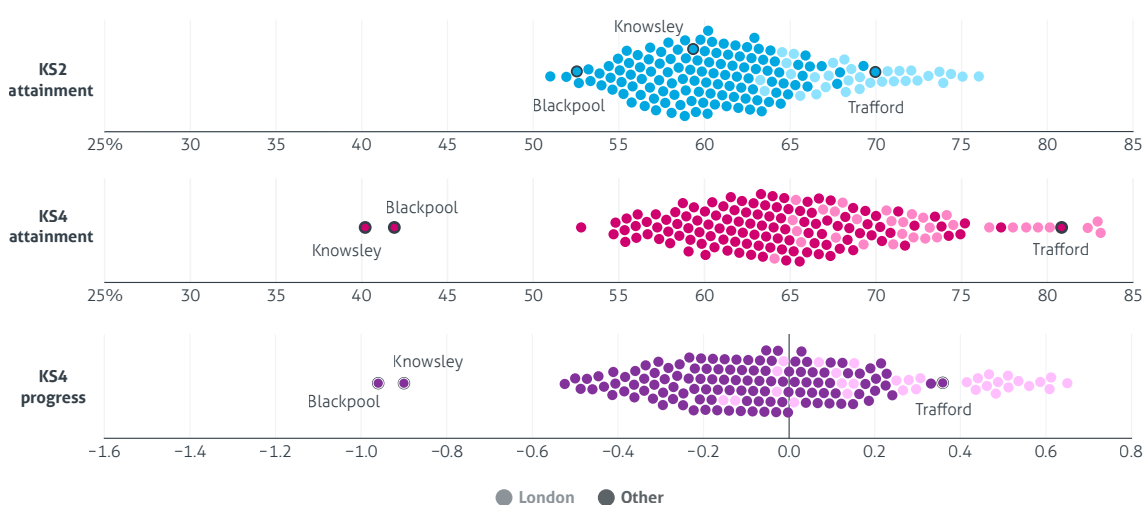 Knowsley
KS2
attainment
Blackpool
Trafford
25% 30 35 40 45 50 55 60 65 70 75 80 85
KS4
attainment
Blackpool
Knowsley
Trafford
25% 30 35 40 45 50 55 60 65 70 75 80 85
KS4
progress
Knowsley
Blackpool
Trafford
−1.6 −1.4 −1.2 −1.0 −0.8 −0.6 −0.4 −0.2 0.0 0.2 0.4 0.6 0.8
London Other